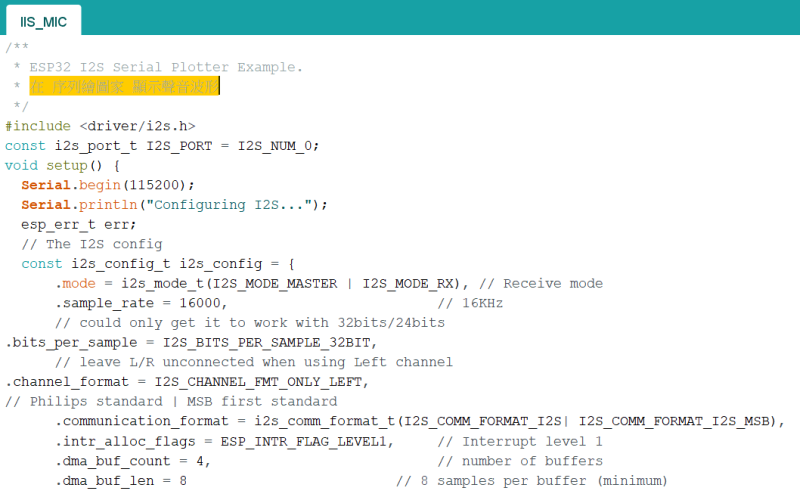 IIS_MIC
/**
 * ESP32 I2S Serial Plotter Example.
 * 在 序列繪圖家 顯示聲音波形
 */
#include <driver/i2s.h>
const i2s_port_t I2S_PORT = I2S_NUM_0;
void setup() {
  Serial.begin(115200);
  Serial.println("Configuring I2S...");
  esp_err_t err;
  // The I2S config
  const i2s_config_t i2s_config = {
      .mode = i2s_mode_t(I2S_MODE_MASTER | I2S_MODE_RX), // Receive mode
      .sample_rate = 16000,                         // 16KHz
      // could only get it to work with 32bits/24bits
.bits_per_sample = I2S_BITS_PER_SAMPLE_32BIT,
      // leave L/R unconnected when using Left channel
.channel_format = I2S_CHANNEL_FMT_ONLY_LEFT,
// Philips standard | MSB first standard
      .communication_format = i2s_comm_format_t(I2S_COMM_FORMAT_I2S| I2S_COMM_FORMAT_I2S_MSB),
      .intr_alloc_flags = ESP_INTR_FLAG_LEVEL1,     // Interrupt level 1
      .dma_buf_count = 4,                           // number of buffers
      .dma_buf_len = 8                         // 8 samples per buffer (minimum)